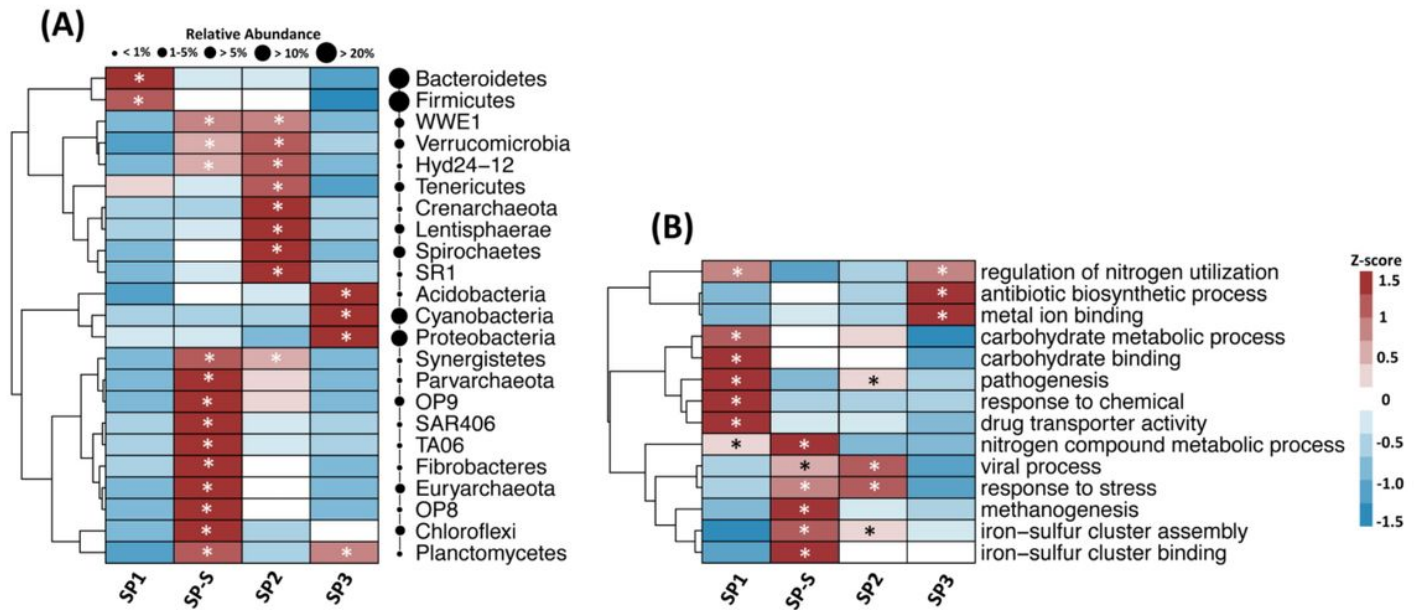 (A)
Relative Abundance
< 1% 1-5% > 5% > 10% > 20%
* Bacteroidetes
* Firmicutes
* * WWE1
* * Verrucomicrobia
* * Hyd24-12
* Tenericutes
* Crenarchaeota
* Lentisphaerae
* Spirochaetes
* SR1
* Acidobacteria
* Cyanobacteria
* Proteobacteria
* * Synergistetes
* Parvarchaeota
* OP9
* SAR406
* TA06
* Fibrobacteres
* Euryarchaeota
* OP8
* Chloroflexi
* * Planctomycetes
SP1 SP-S SP2 SP3
(B)
* * regulation of nitrogen utilization
* antibiotic biosynthetic process
* metal ion binding
* carbohydrate metabolic process
* carbohydrate binding
* * pathogenesis
* response to chemical
* drug transporter activity
* * nitrogen compound metabolic process
* * viral process
* * response to stress
* methanogenesis
* * iron-sulfur cluster assembly
* iron-sulfur cluster binding
SP1 SP-S SP2 SP3
Z-score
1.5
1
0.5
0
-0.5
-1.0
-1.5